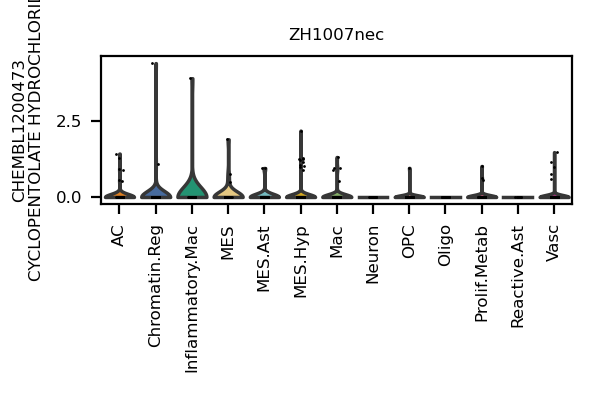 ZH1007nec
CHEMBL1200473
CYCLOPENTOLATE
2.5
0.0
AC
Chromatin.Reg
Inflammatory.Mac
MES
MES.Ast
MES.Hyp
Mac
Neuron
OPC
Oligo
Prolif.Metab
Reactive.Ast
Vasc